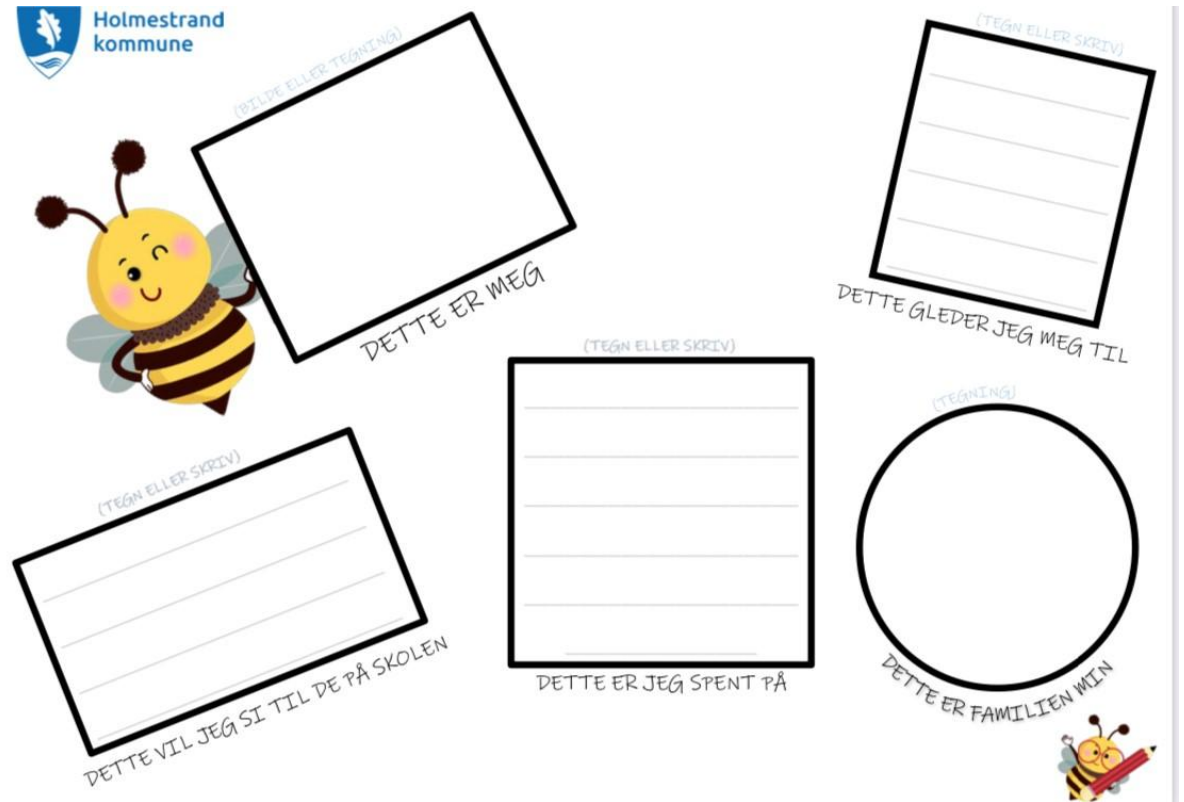 Holmestrand
kommune
(BILDE ELLER TEGNING)
DETTE ER MEG
(TEGN ELLER SKRIV)
DETTE GLEDER JEG MEG TIL
(TEGN ELLER SKRIV)
DETTE VIL JEG SI TIL DE PÅ SKOLEN
(TEGN ELLER SKRIV)
DETTE ER JEG SPENT PÅ
(TEGNING)
DETTE ER FAMILIEN MIN